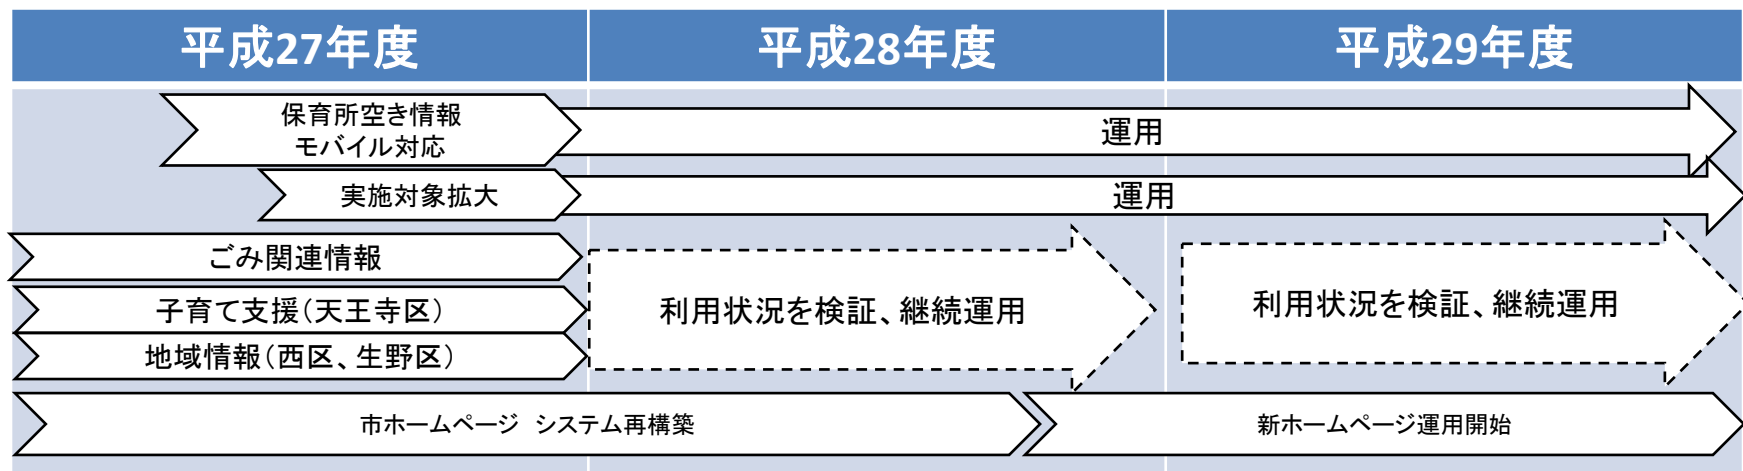 平成27年度
平成28年度
平成29年度
保育所空き情報
モバイル対応
運用
実施対象拡大
運用
ごみ関連情報
子育て支援(天王寺区)
地域情報(西区、生野区)
利用状況を検証、継続運用
利用状況を検証、継続運用
市ホームページ システム再構築
新ホームページ運用開始